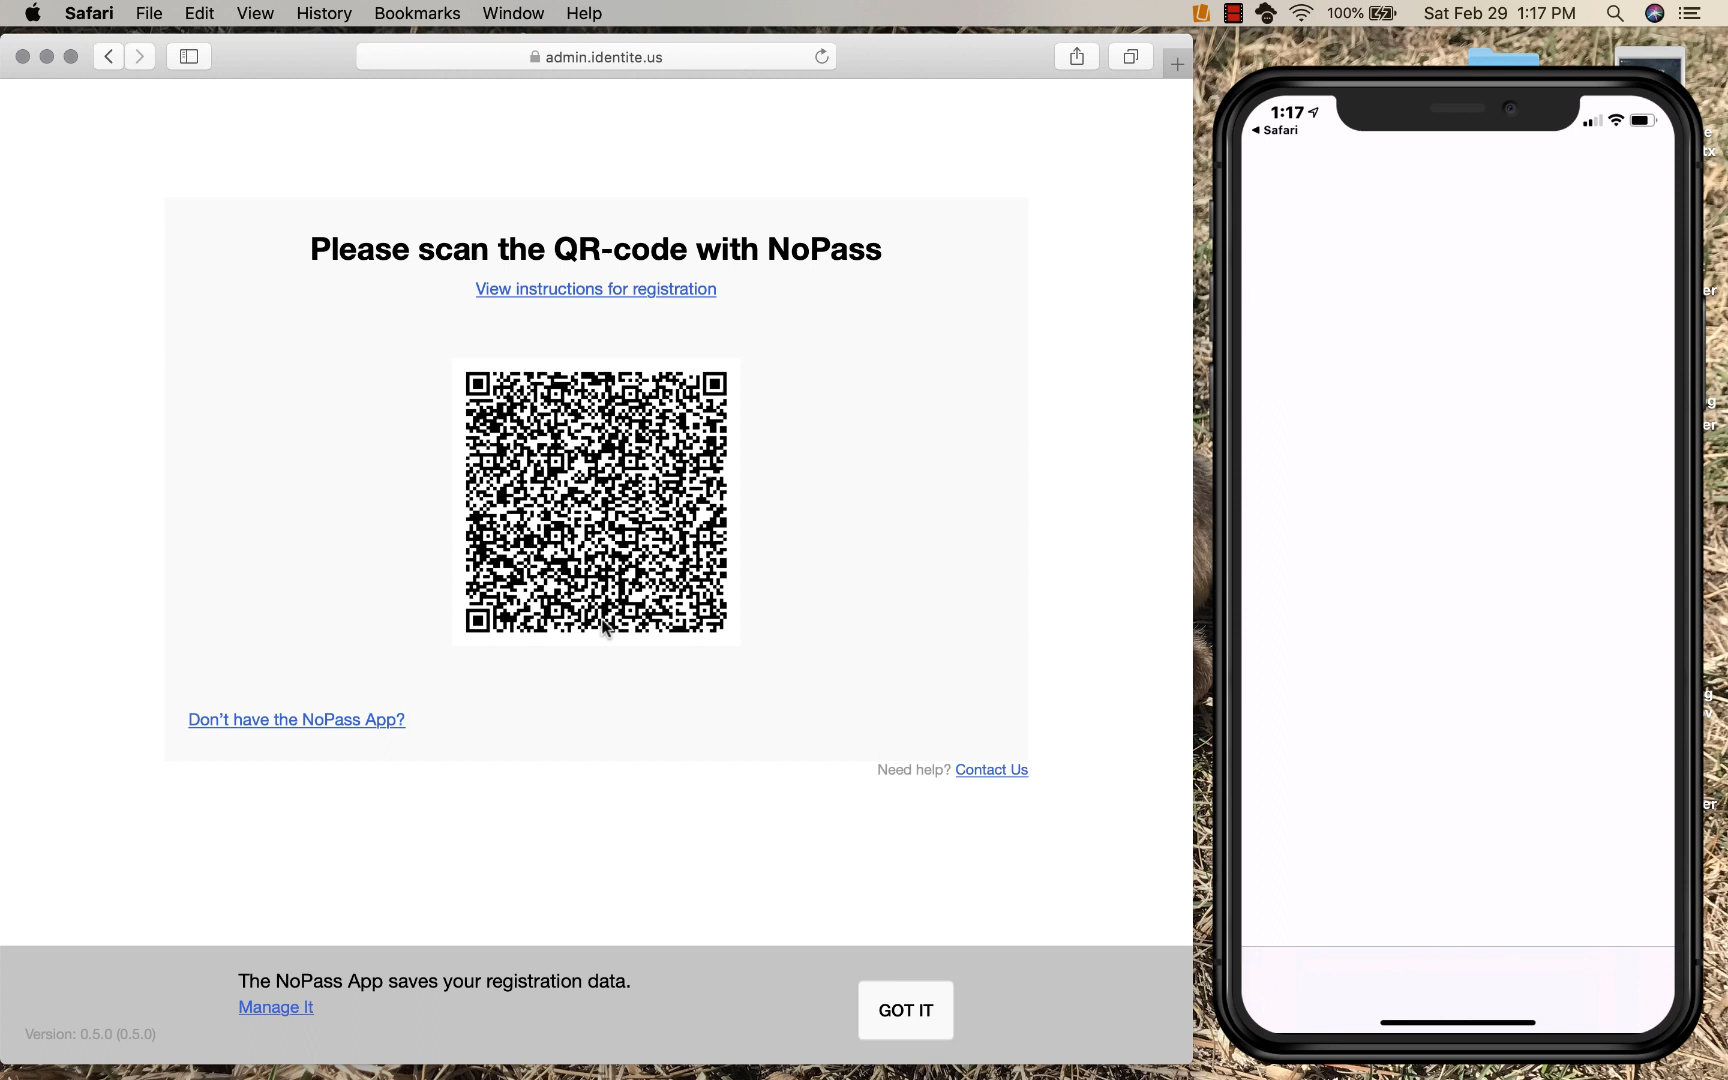 Safari File Edit View History Bookmarks Window Help 100% Sat Feb 29 1:17 PM
admin.identite.us
1:17
Safari
Please scan the QR-code with NoPass
View instructions for registration
Don't have the NoPass App?
Need help? Contact Us
The NoPass App saves your registration data.
Manage It
GOT IT
Version: 0.5.0 (0.5.0)